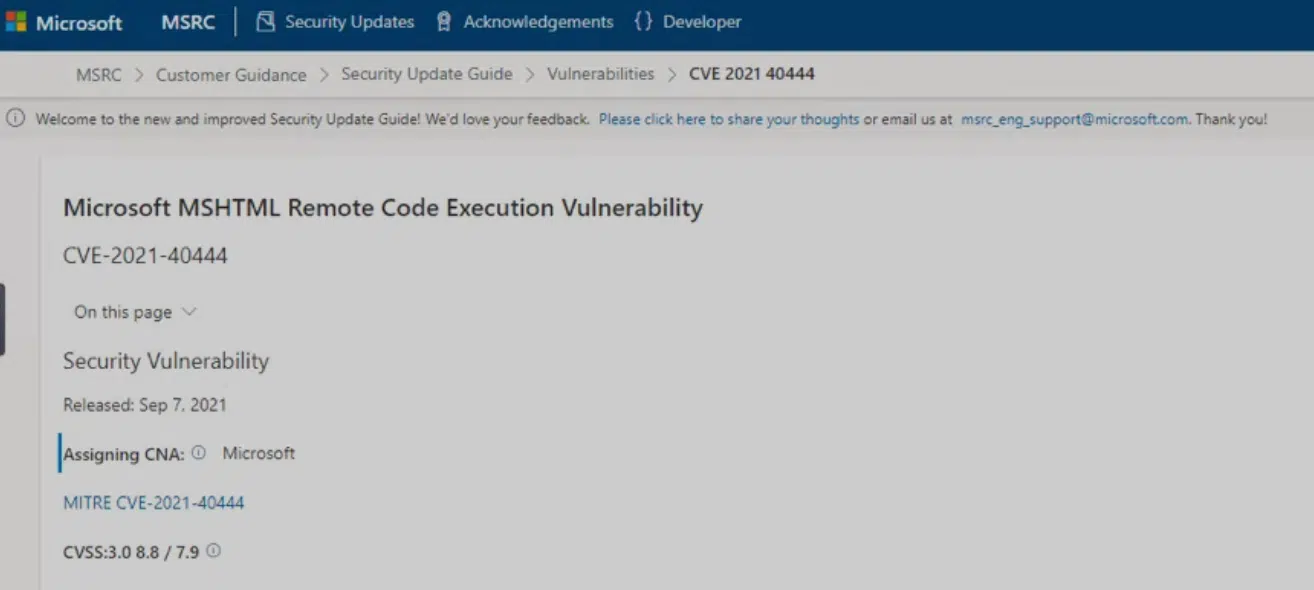 Microsoft MSRC Security Updates Acknowledgements {} Developer
MSRC > Customer Guidance > Security Update Guide > Vulnerabilities > CVE 2021 40444
Welcome to the new and improved Security Update Guide! We'd love your feedback. Please click here to share your thoughts or email us at msrc_eng_support@microsoft.com. Thank you!
Microsoft MSHTML Remote Code Execution Vulnerability
CVE-2021-40444
On this page
Security Vulnerability
Released: Sep 7, 2021
Assigning CNA: Microsoft
MITRE CVE-2021-40444
CVSS:3.0 8.8 / 7.9